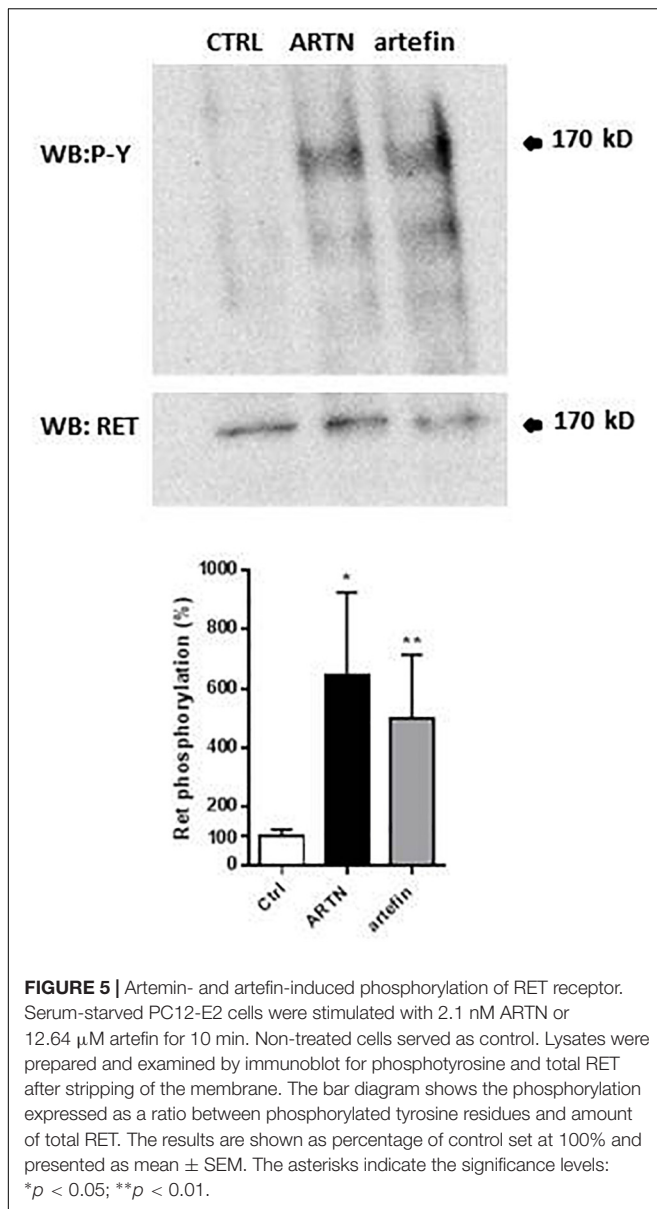 CTRL ARTN artefin
WB:P-Y
170 kD
WB: RET
170 kD
Ret phosphorylation (%)
1000
800
600
400
200
100
0
*
**
Ctrl
ARTN
artefin
FIGURE 5 | Artemin- and artefin-induced phosphorylation of RET receptor.
Serum-starved PC12-E2 cells were stimulated with 2.1 nM ARTN or
12.64 μM artefin for 10 min. Non-treated cells served as control. Lysates were
prepared and examined by immunoblot for phosphotyrosine and total RET
after stripping of the membrane. The bar diagram shows the phosphorylation
expressed as a ratio between phosphorylated tyrosine residues and amount
of total RET. The results are shown as percentage of control set at 100% and
presented as mean ± SEM. The asterisks indicate the significance levels:
*p < 0.05; **p < 0.01.